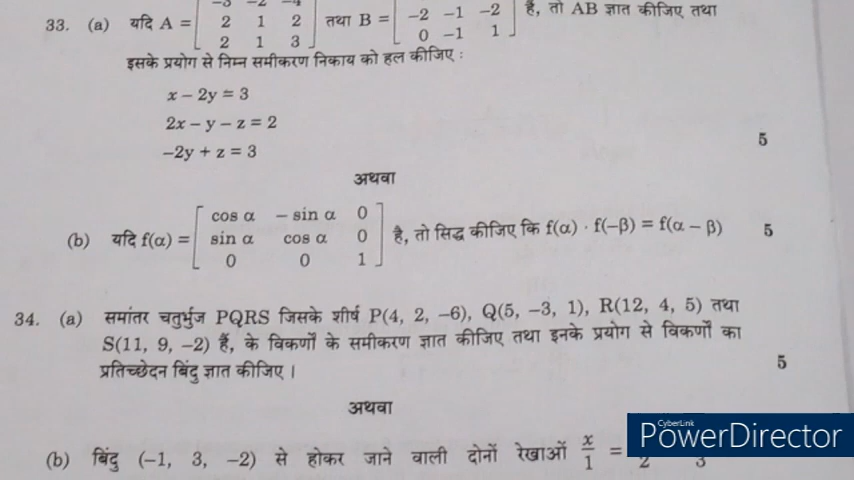 33. (a) यदि A = [ -3 -2 -4 ; 2 1 2 ; 2 1 3 ] तथा B = [ -2 -1 -2 ; 0 -1 1 ] है, तो AB ज्ञात कीजिए तथा
इसके प्रयोग से निम्न समीकरण निकाय को हल कीजिए :
x – 2y = 3
2x – y – z = 2
–2y + z = 3
5
अथवा
(b) यदि f(α) = [ cos α – sin α 0 ; sin α cos α 0 ; 0 0 1 ] है, तो सिद्ध कीजिए कि f(α) · f(–β) = f(α – β) 5
34. (a) समांतर चतुर्भुज PQRS जिसके शीर्ष P(4, 2, –6), Q(5, –3, 1), R(12, 4, 5) तथा
S(11, 9, –2) हैं, के विकर्णों के समीकरण ज्ञात कीजिए तथा इनके प्रयोग से विकर्णों का
प्रतिच्छेदन बिंदु ज्ञात कीजिए । 5
अथवा
(b) बिंदु (–1, 3, –2) से होकर जाने वाली दोनों रेखाओं x/1 =
CyberLink
PowerDirector